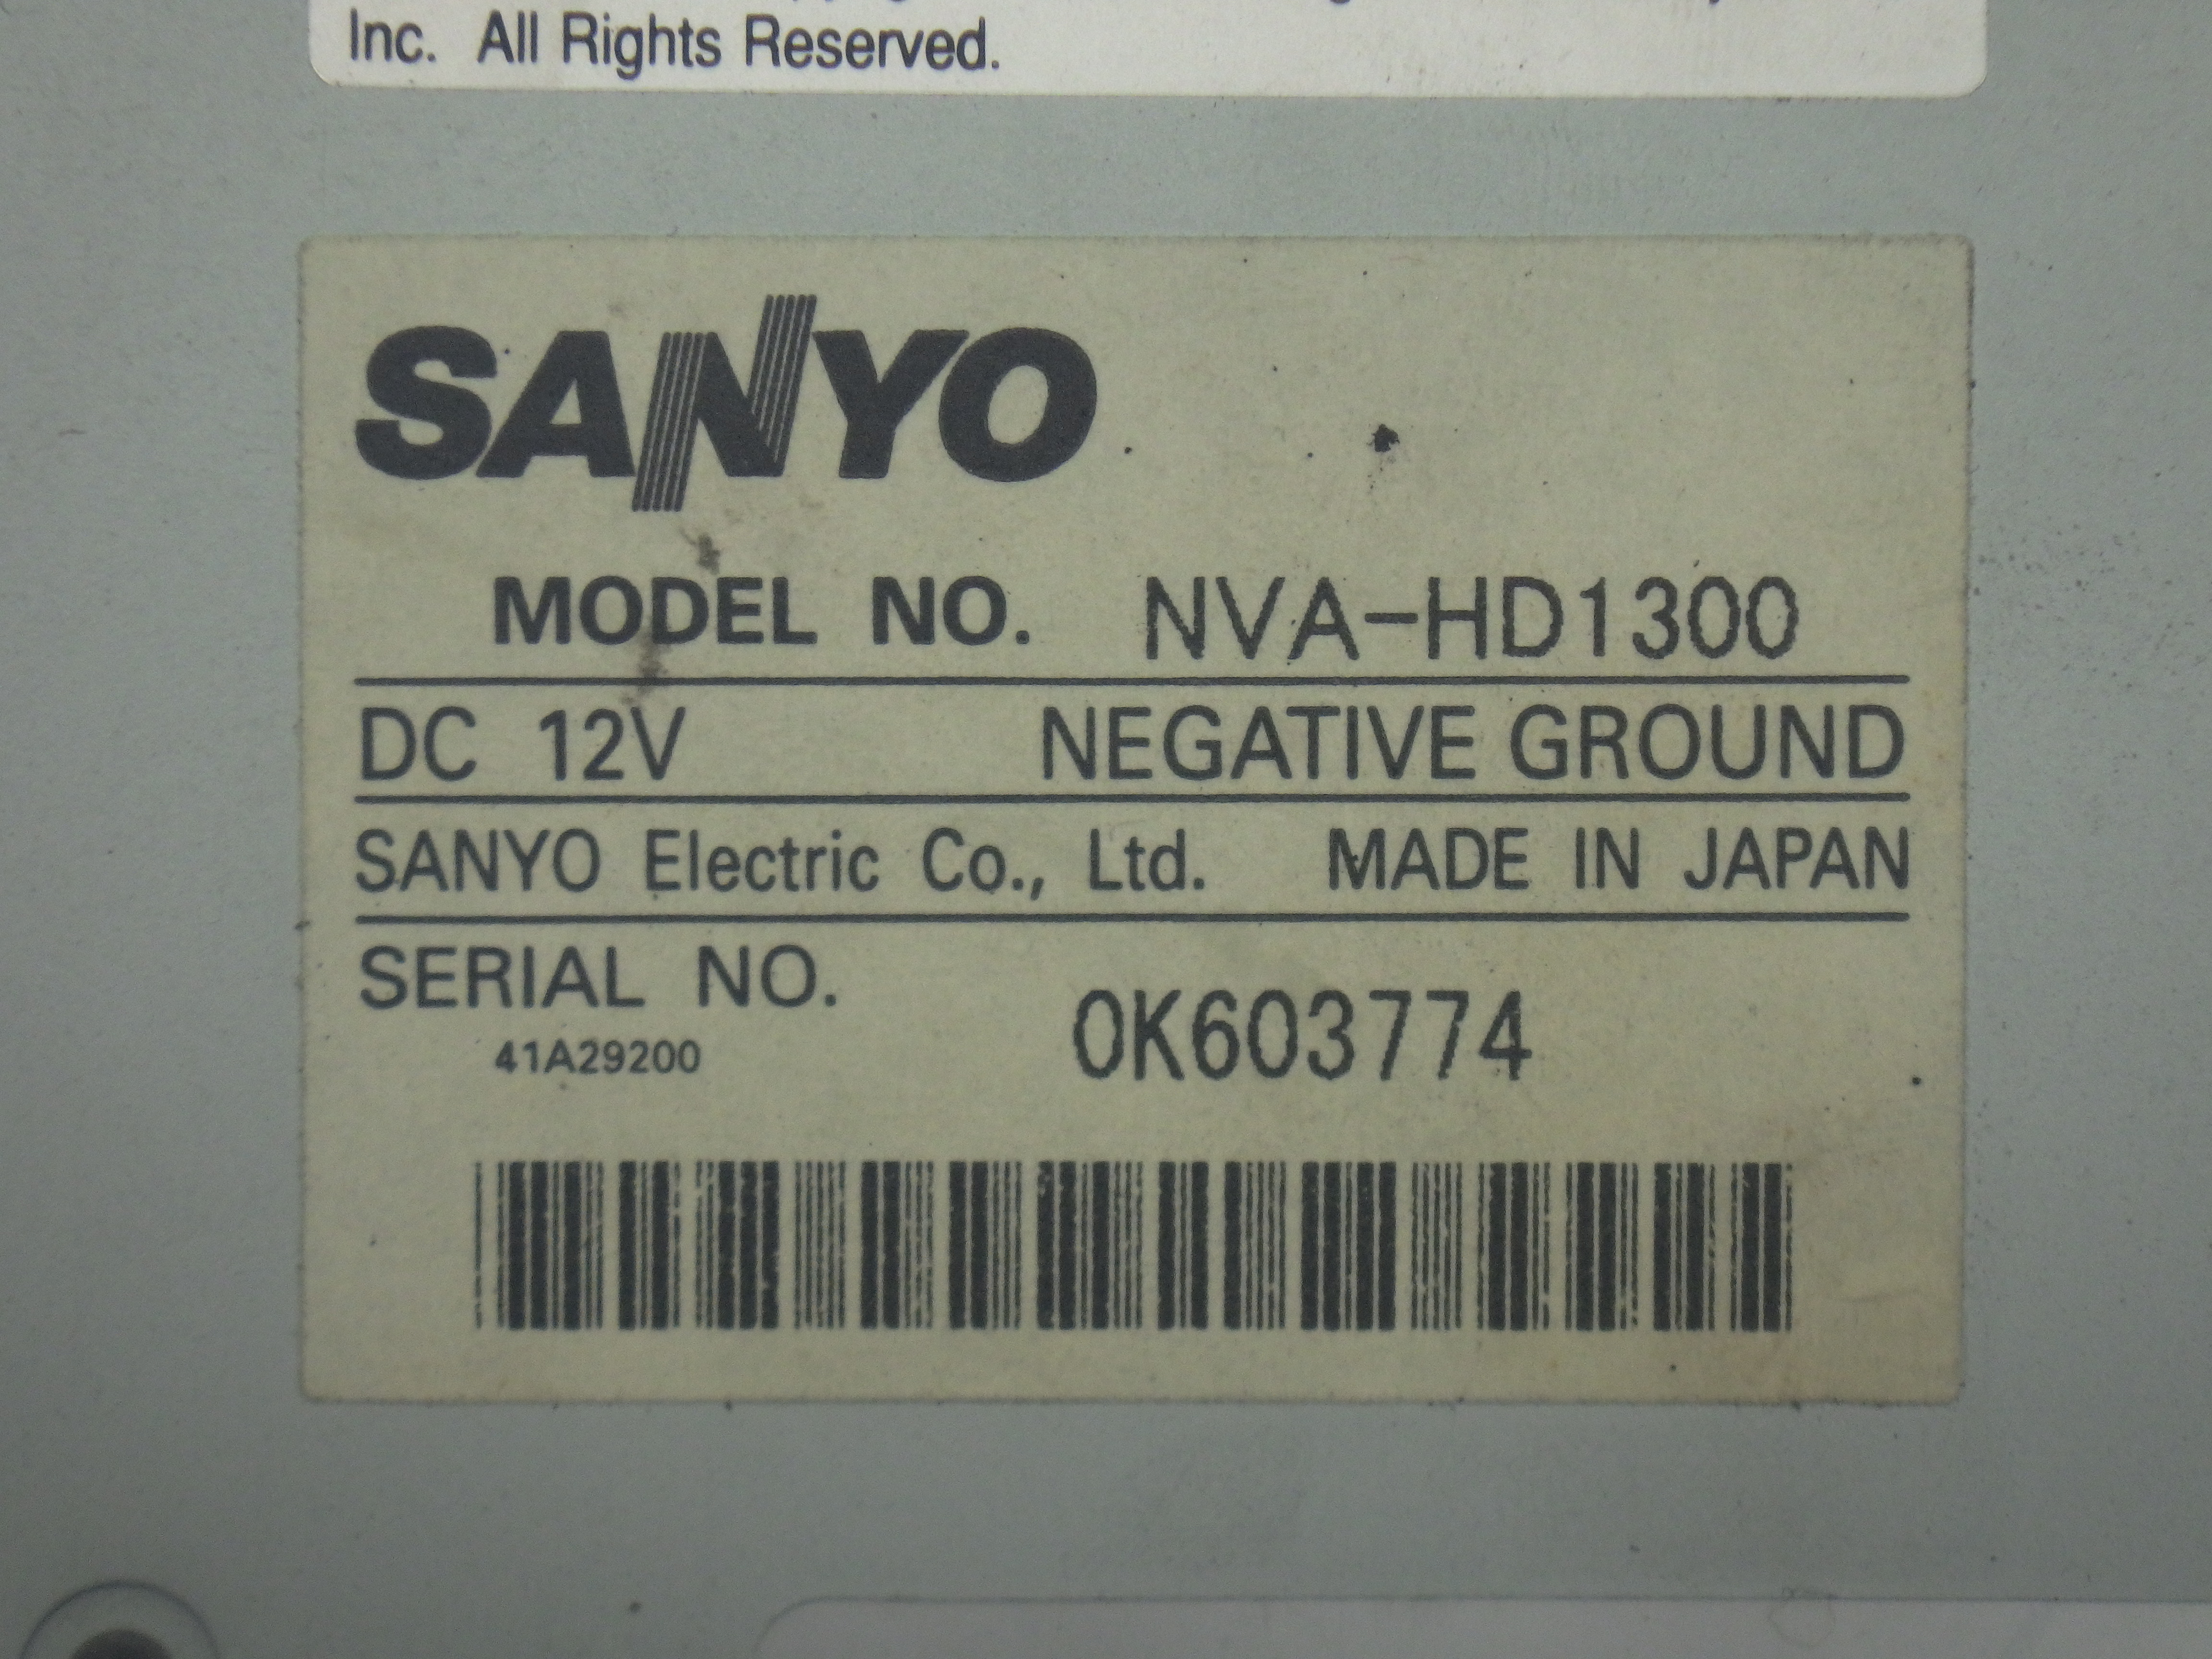 Inc. All Rights Reserved.
SANYO
MODEL NO. NVA-HD1300
DC 12V NEGATIVE GROUND
SANYO Electric Co., Ltd. MADE IN JAPAN
SERIAL NO.
41A29200 0K603774